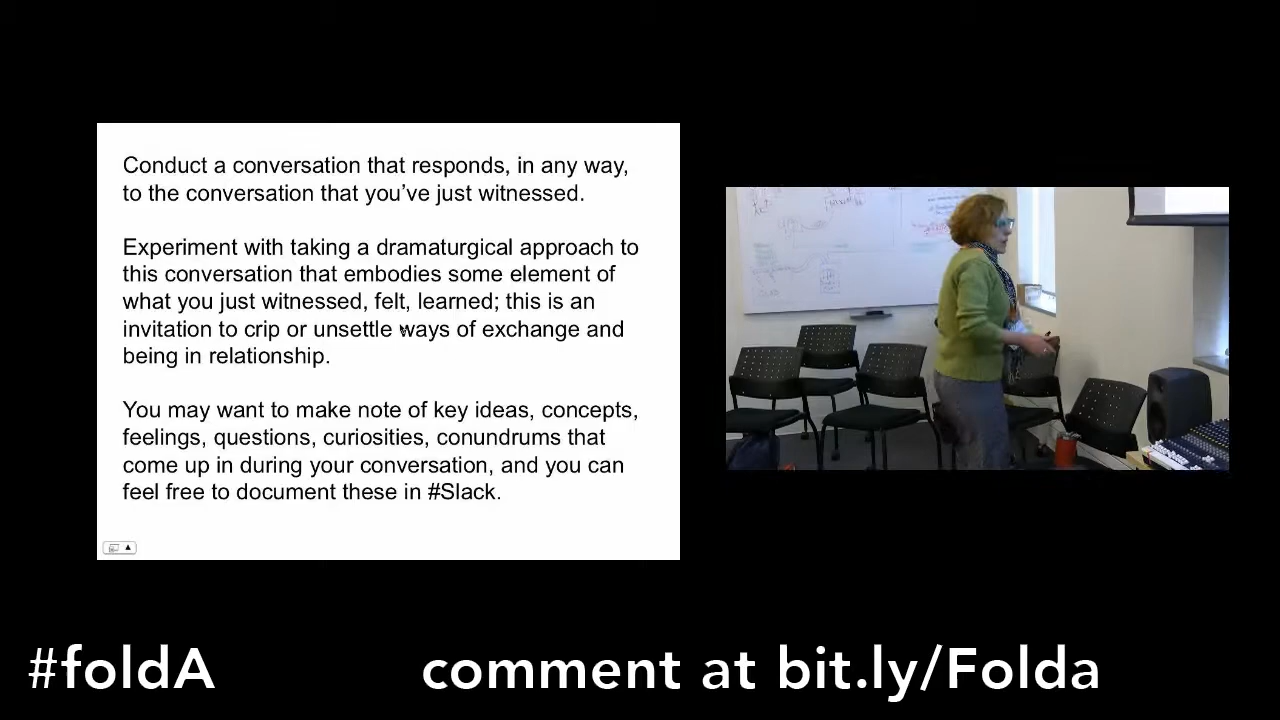 Conduct a conversation that responds, in any way,
to the conversation that you’ve just witnessed.
Experiment with taking a dramaturgical approach to
this conversation that embodies some element of
what you just witnessed, felt, learned; this is an
invitation to crip or unsettle ways of exchange and
being in relationship.
You may want to make note of key ideas, concepts,
feelings, questions, curiosities, conundrums that
come up in during your conversation, and you can
feel free to document these in #Slack.
#foldA comment at bit.ly/Folda